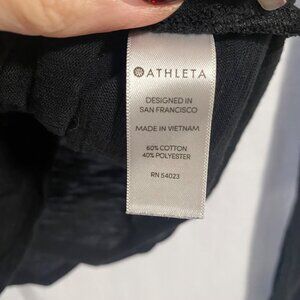 ATHLETA
DESIGNED IN
SAN FRANCISCO
MADE IN VIETNAM
60% COTTON
40% POLYESTER
RN 54023